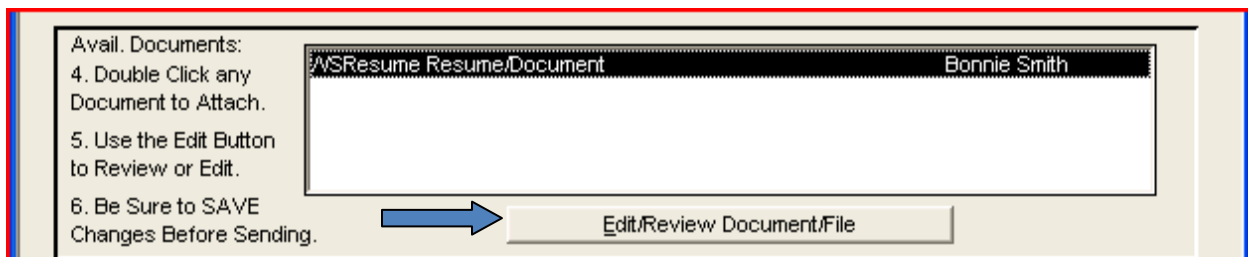 Avail. Documents:
4. Double Click any
Document to Attach.
5. Use the Edit Button
to Review or Edit.
6. Be Sure to SAVE
Changes Before Sending.
WSResume Resume/Document Bonnie Smith
Edit/Review Document/File